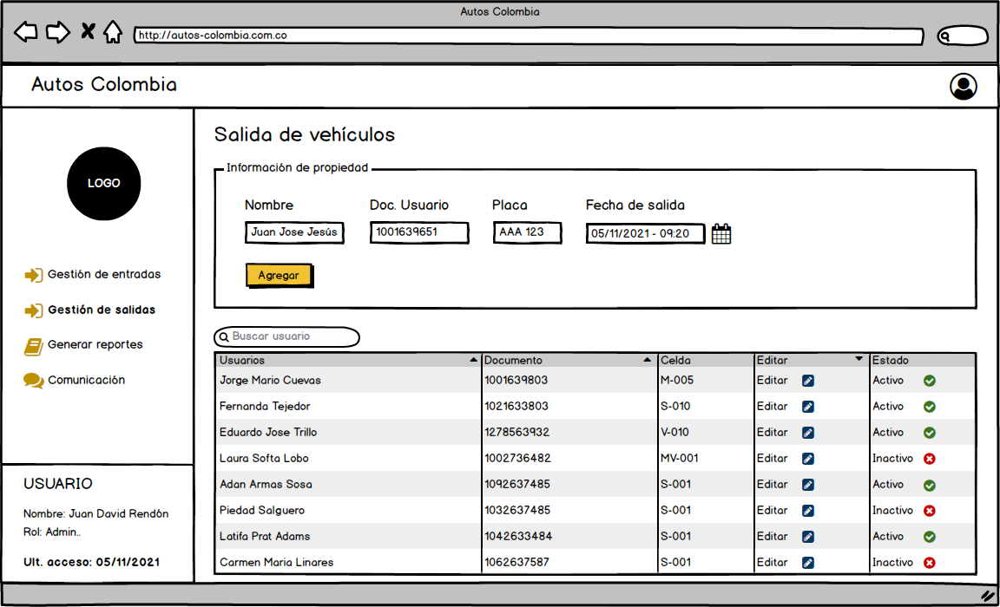 Autos Colombia
http://autos-colombia.com.co
Autos Colombia
LOGO
Gestión de entradas
Gestión de salidas
Generar reportes
Comunicación
USUARIO
Nombre: Juan David Rendón
Rol: Admin..
Ult. acceso: 05/11/2021
Salida de vehículos
Información de propiedad
Nombre Doc. Usuario Placa Fecha de salida
Juan Jose Jesús 1001639651 AAA 123 05/11/2021 - 09:20
Agregar
Buscar usuario
Usuarios Documento Celda Editar Estado
Jorge Mario Cuevas 1001639803 M-005 Editar Activo
Fernanda Tejedor 1021633803 S-010 Editar Activo
Eduardo Jose Trillo 1278563932 V-010 Editar Activo
Laura Softa Lobo 1002736482 MV-001 Editar Inactivo
Adan Armas Sosa 1092637485 S-001 Editar Activo
Piedad Salguero 1032637485 S-001 Editar Inactivo
Latifa Prat Adams 1042633484 S-001 Editar Activo
Carmen Maria Linares 1062637587 S-001 Editar Inactivo